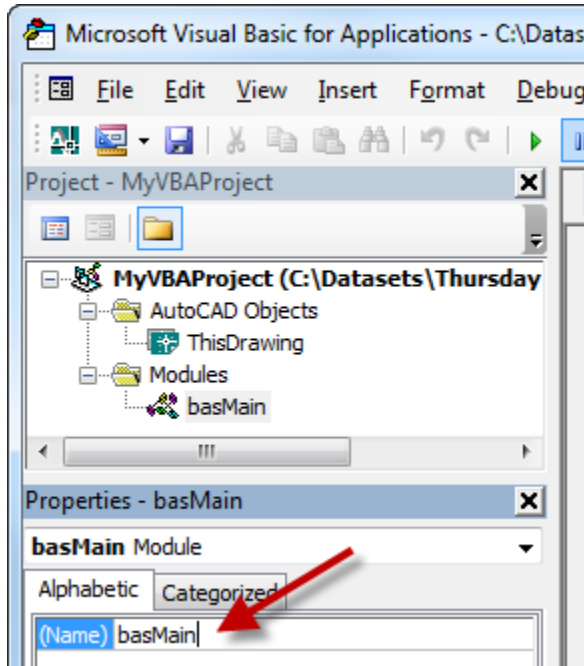 Microsoft Visual Basic for Applications - C:\Datas
File Edit View Insert Format Debug
Project - MyVBAProject
MyVBAProject (C:\Datasets\Thursday
AutoCAD Objects
ThisDrawing
Modules
basMain
Properties - basMain
basMain Module
Alphabetic Categorized
(Name) basMain